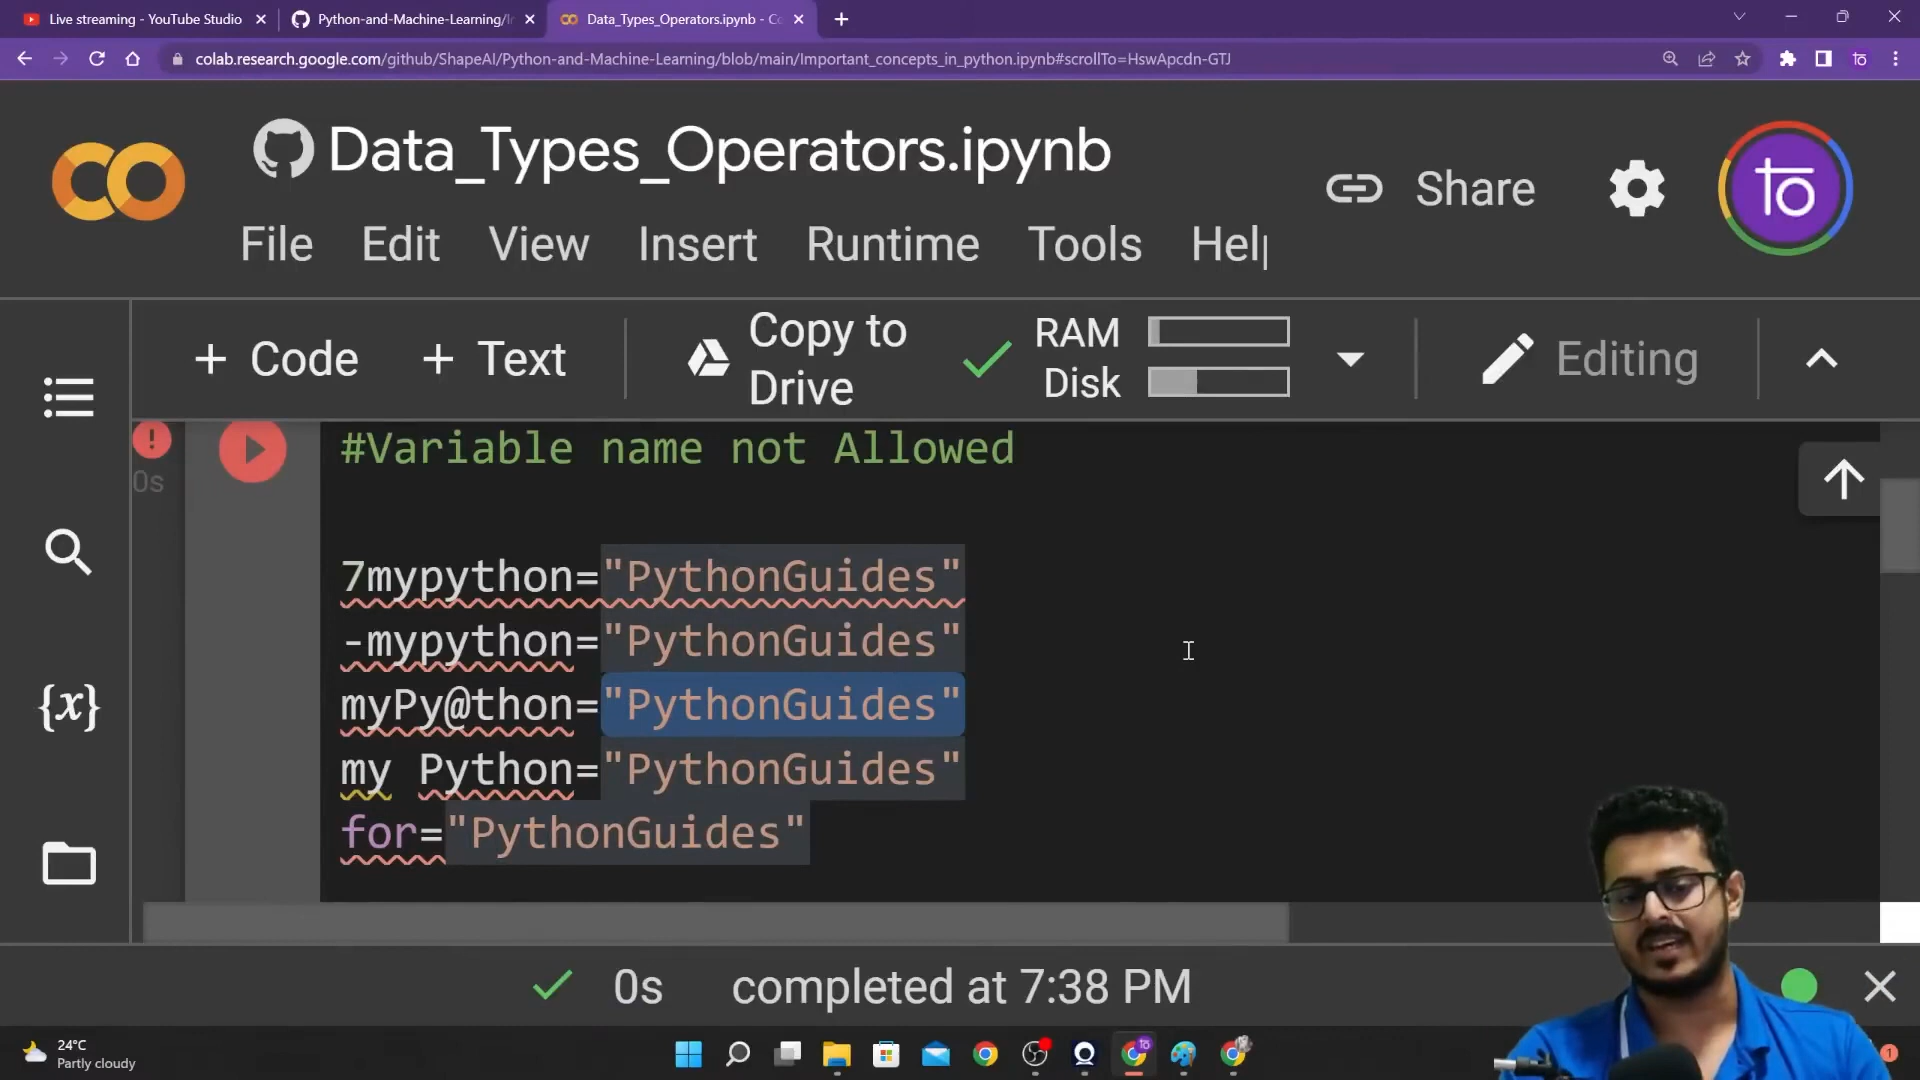 Live streaming - YouTube Studio
Python-and-Machine-Learning/
Data_Types_Operators.ipynb - Co
colab.research.google.com/github/ShapeAI/Python-and-Machine-Learning/blob/main/Important_concepts_in_python.ipynb#scrollTo=HswApcdn-GTJ
to
Data_Types_Operators.ipynb
Share
to
File Edit View Insert Runtime Tools Hel
+ Code + Text
Copy to
Drive
RAM
Disk
Editing
#Variable name not Allowed
0s
7mypython="PythonGuides"
-mypython="PythonGuides"
myPy@thon="PythonGuides"
my Python="PythonGuides"
for="PythonGuides"
{x}
0s completed at 7:38 PM
24°C
Partly cloudy
1